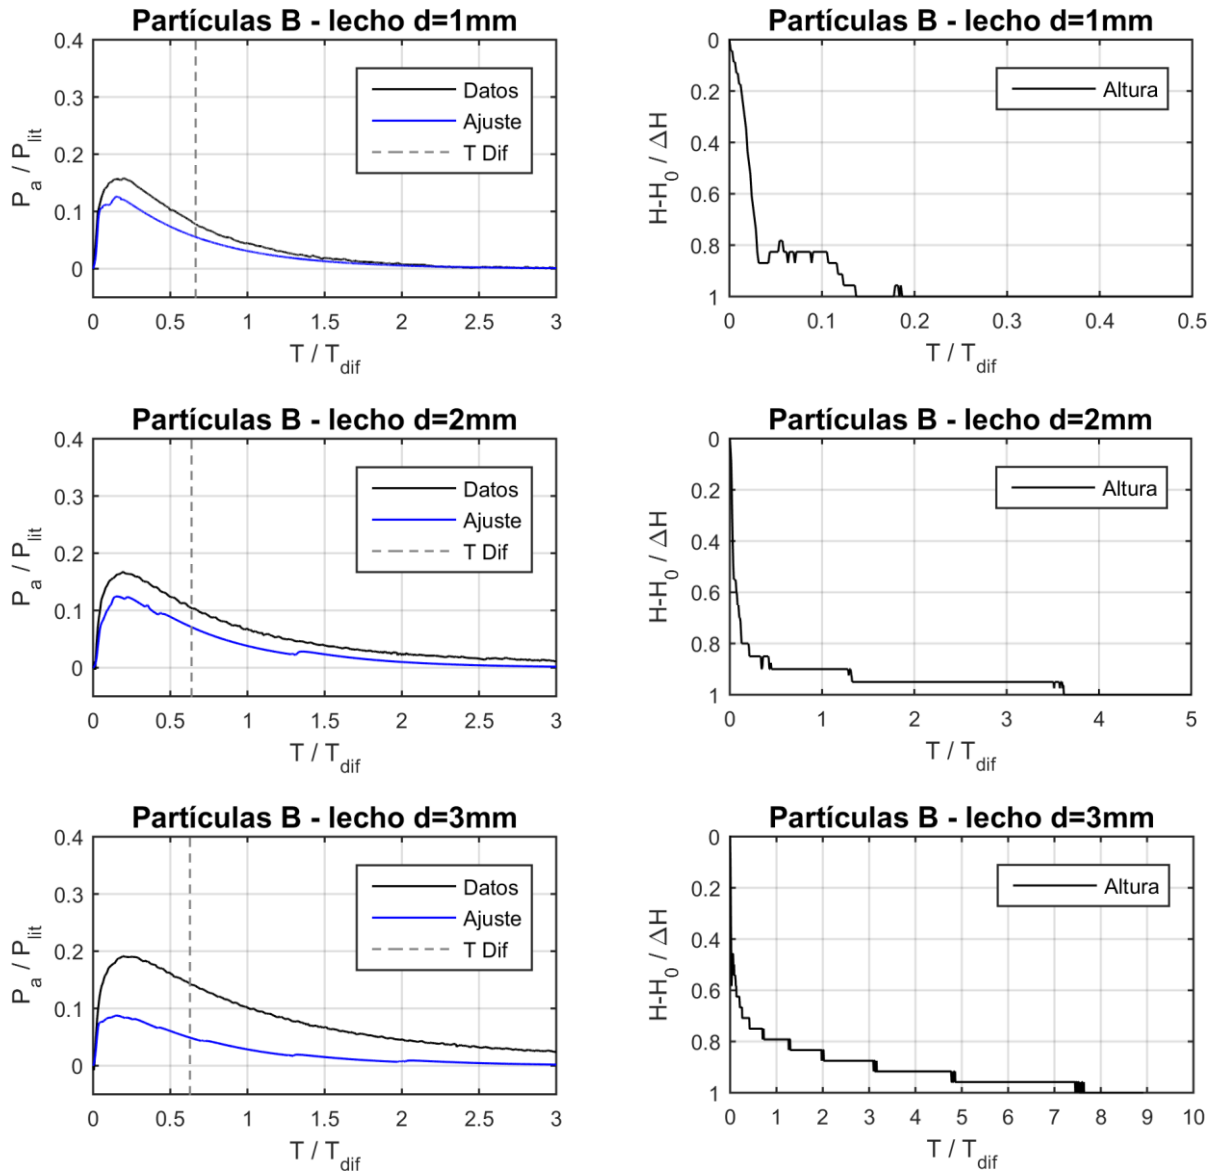 Partículas B - lecho d=1mm
P_a / P_lit
0.4
0.3
0.2
0.1
0
Datos
Ajuste
T Dif
0 0.5 1 1.5 2 2.5 3
T / T_dif
Partículas B - lecho d=1mm
H-H_0 / ΔH
0
0.2
0.4
0.6
0.8
1
Altura
0 0.1 0.2 0.3 0.4 0.5
T / T_dif
Partículas B - lecho d=2mm
P_a / P_lit
0.4
0.3
0.2
0.1
0
Datos
Ajuste
T Dif
0 0.5 1 1.5 2 2.5 3
T / T_dif
Partículas B - lecho d=2mm
H-H_0 / ΔH
0
0.2
0.4
0.6
0.8
1
Altura
0 1 2 3 4 5
T / T_dif
Partículas B - lecho d=3mm
P_a / P_lit
0.4
0.3
0.2
0.1
0
Datos
Ajuste
T Dif
0 0.5 1 1.5 2 2.5 3
T / T_dif
Partículas B - lecho d=3mm
H-H_0 / ΔH
0
0.2
0.4
0.6
0.8
1
Altura
0 1 2 3 4 5 6 7 8 9 10
T / T_dif